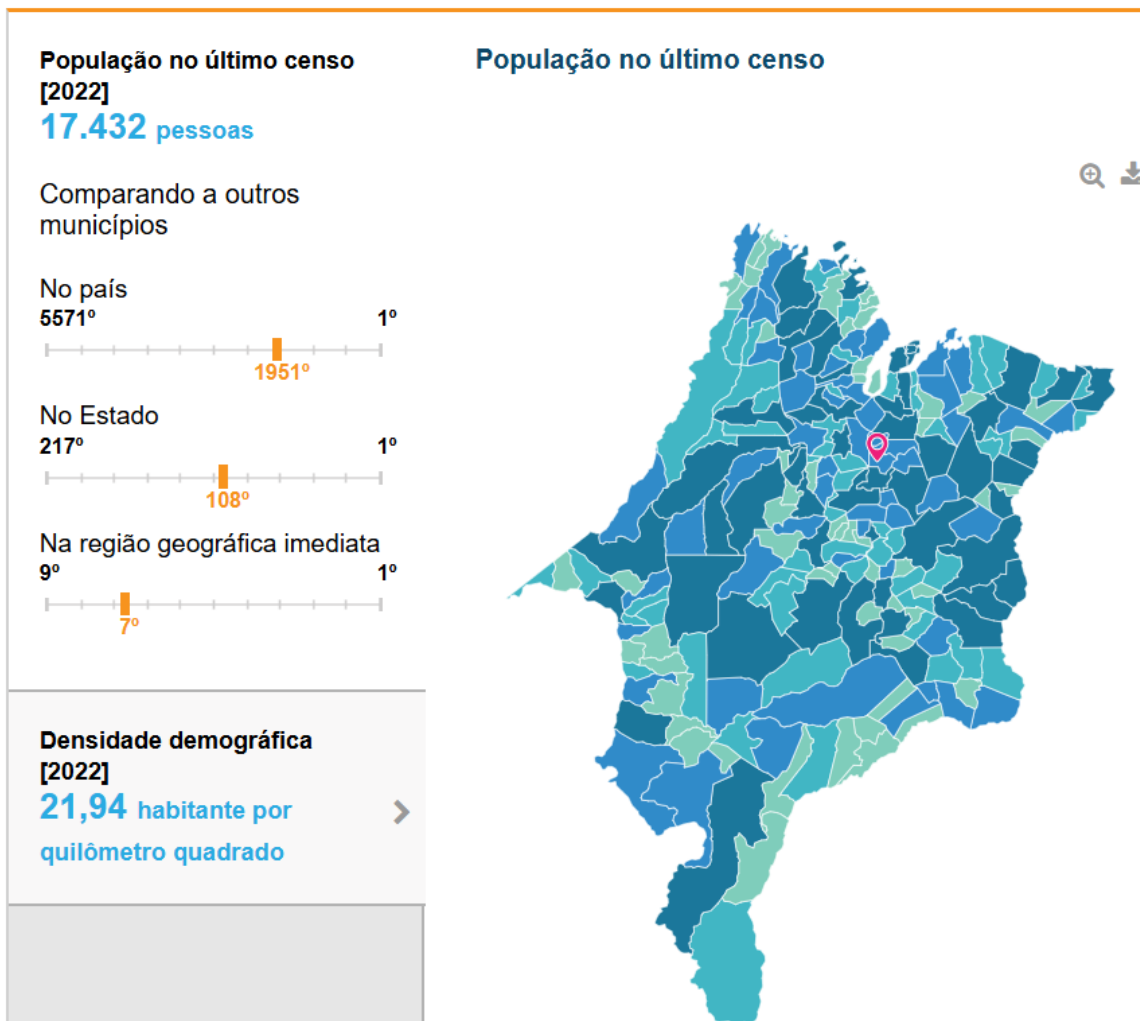 População no último censo
[2022]
17.432 pessoas
Comparando a outros
municípios
No país
5571º 1º
1951º
No Estado
217º 1º
108º
Na região geográfica imediata
9º 1º
7º
Densidade demográfica
[2022]
21,94 habitante por
quilômetro quadrado
População no último censo